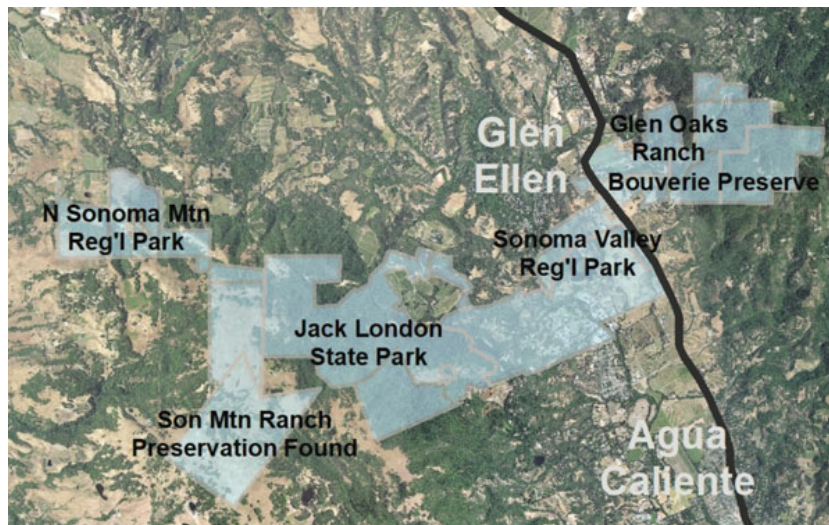 Glen
Ellen
Glen Oaks
Ranch
Bouverie Preserve
N Sonoma Mtn
Reg'l Park
Sonoma Valley
Reg'l Park
Jack London
State Park
Son Mtn Ranch
Preservation Found
Agua
Caliente